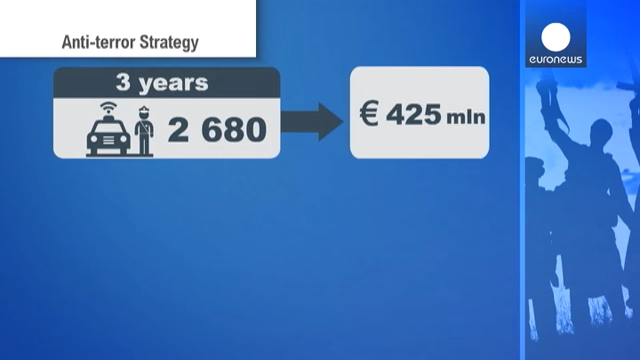 Anti-terror Strategy
euronews
3 years
2 680
€ 425 mln